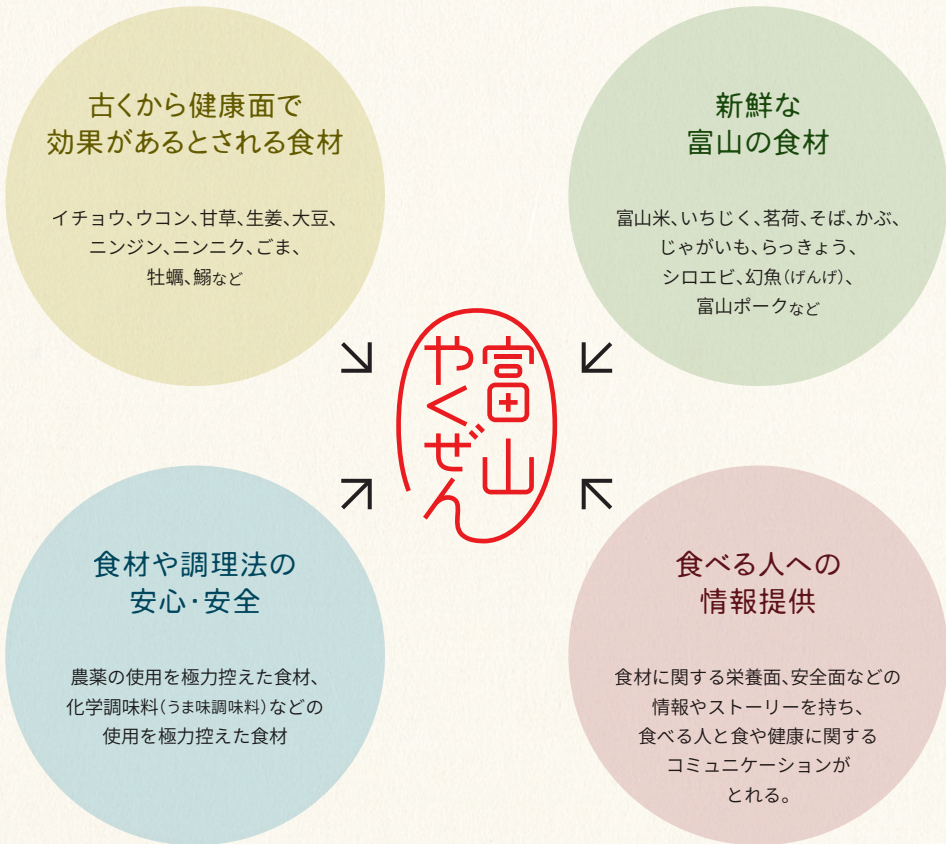 古くから健康面で
効果があるとされる食材
イチョウ、ウコン、甘草、生姜、大豆、
ニンジン、ニンニク、ごま、
牡蠣、鰯など
新鮮な
富山の食材
富山米、いちじく、茗荷、そば、かぶ、
じゃがいも、らっきょう、
シロエビ、幻魚(げんげ)、
富山ポークなど
富山
やくぜん
食材や調理法の
安心・安全
農薬の使用を極力控えた食材、
化学調味料(うま味調味料)などの
使用を極力控えた食材
食べる人への
情報提供
食材に関する栄養面、安全面などの
情報やストーリーを持ち、
食べる人と食や健康に関する
コミュニケーションが
とれる。